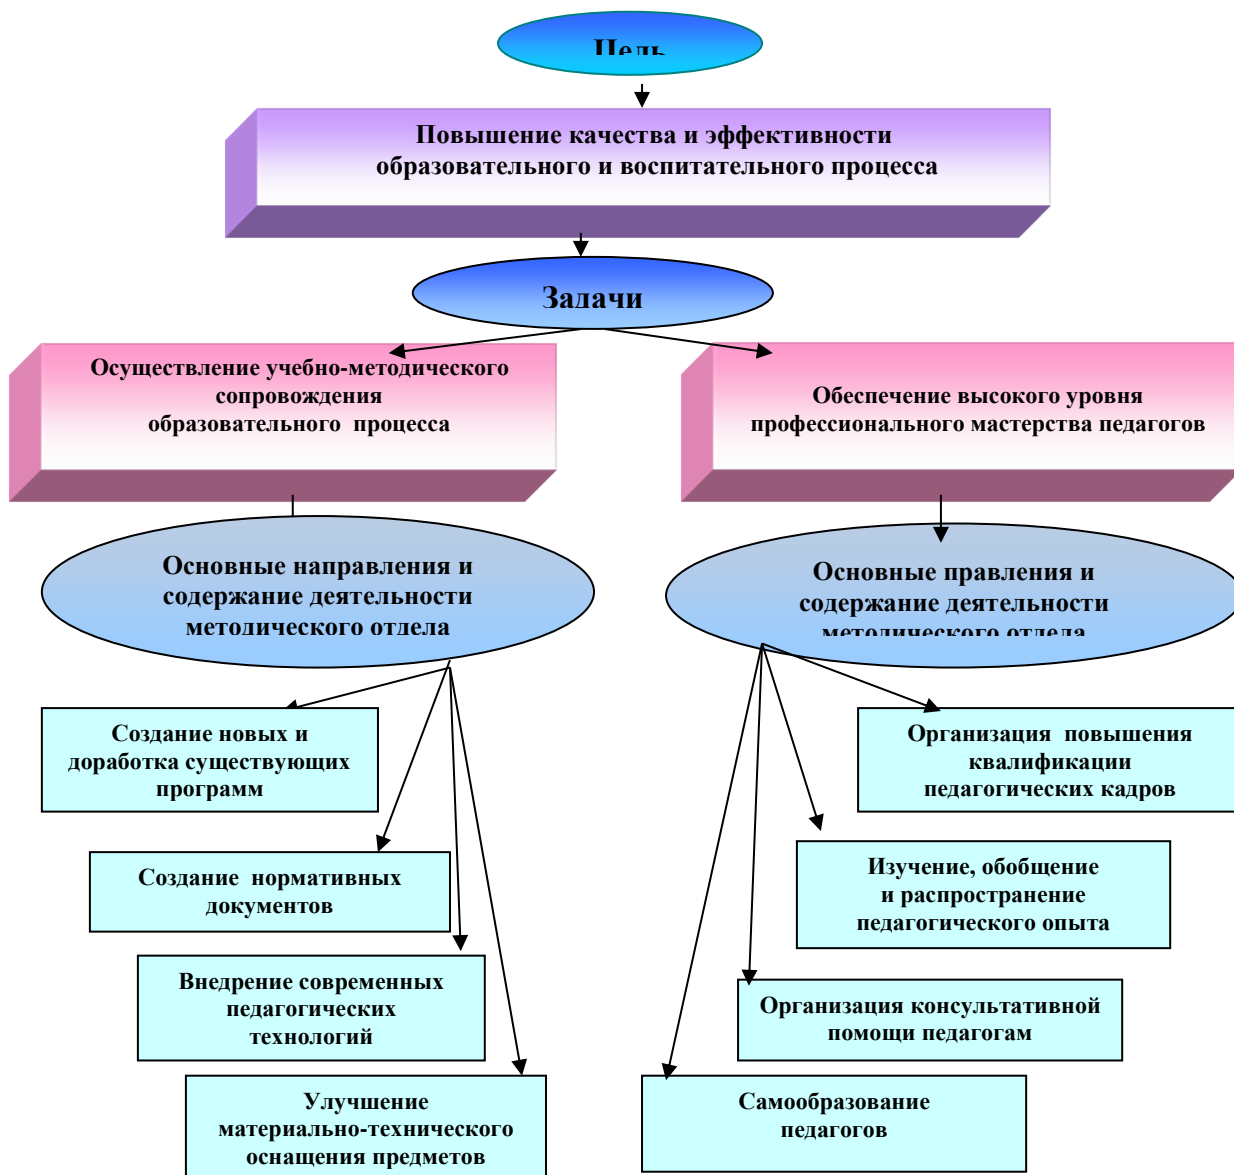 Цель
Повышение качества и эффективности
образовательного и воспитательного процесса
Задачи
Осуществление учебно-методического
сопровождения
образовательного процесса
Обеспечение высокого уровня
профессионального мастерства педагогов
Основные направления и
содержание деятельности
методического отдела
Основные правления и
содержание деятельности
методического отдела
Создание новых и
доработка существующих
программ
Организация повышения
квалификации
педагогических кадров
Создание нормативных
документов
Изучение, обобщение
и распространение
педагогического опыта
Внедрение современных
педагогических
технологий
Организация консультативной
помощи педагогам
Улучшение
материально-технического
оснащения предметов
Самообразование
педагогов